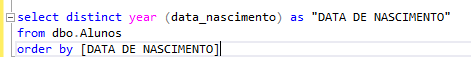 select distinct year (data_nascimento) as "DATA DE NASCIMENTO"
from dbo.Alunos
order by [DATA DE NASCIMENTO]